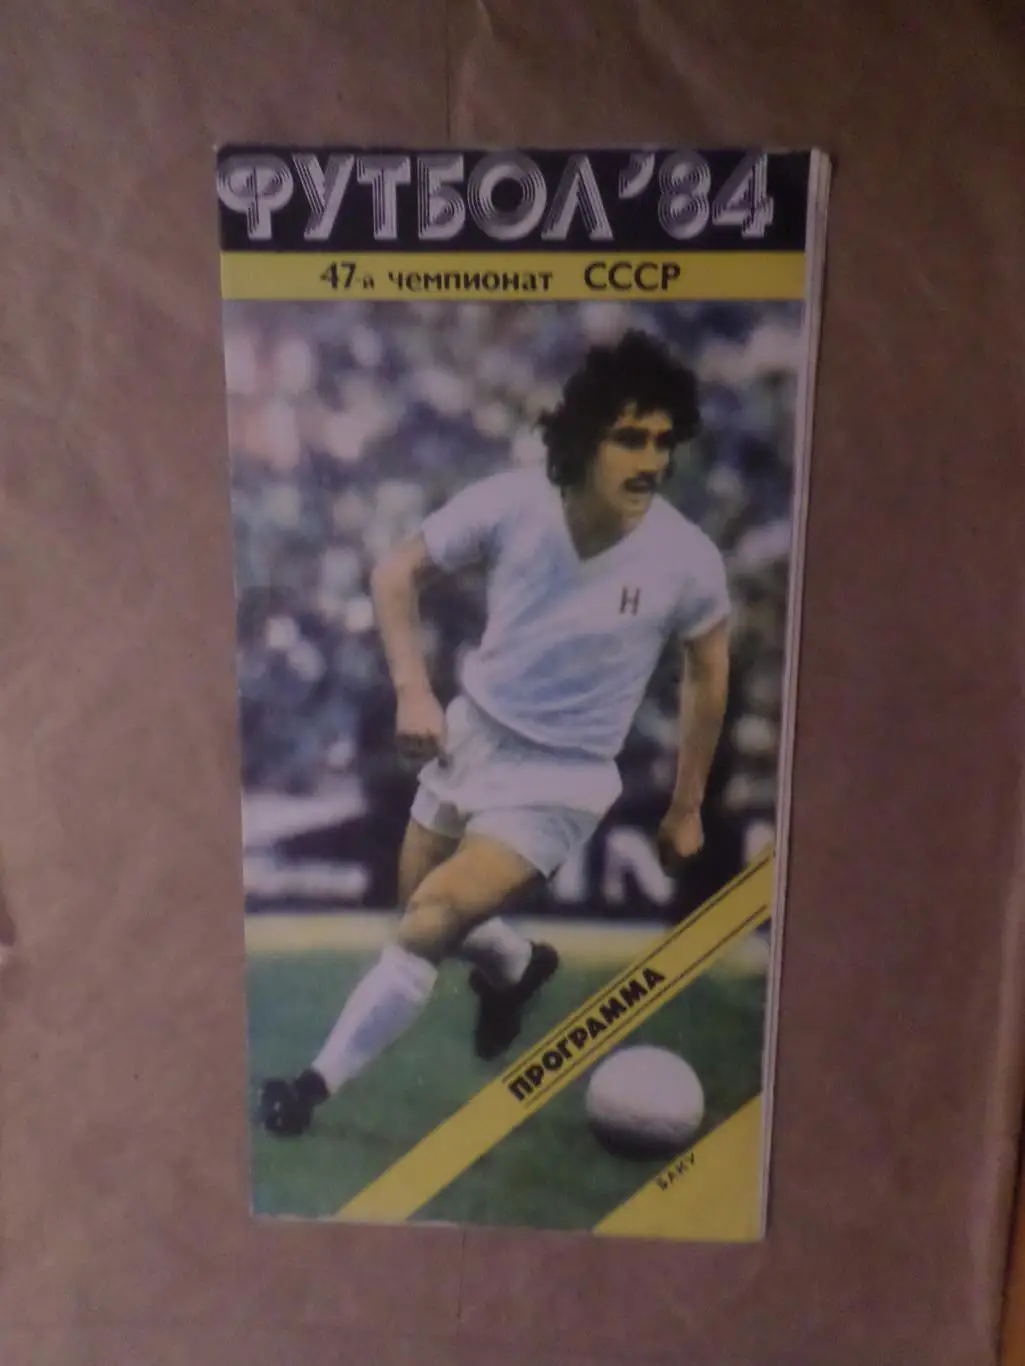 ФУТБОЛ '84
47-й чемпионат СССР
Н
ПРОГРАММА
БАКУ